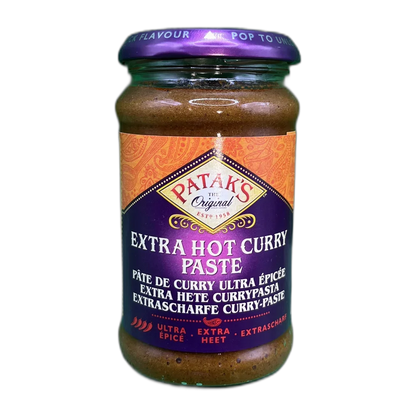 FLAVOUR POP TO
PATAK'S
THE
Original
ESTD 1958
EXTRA HOT CURRY
PASTE
PÂTE DE CURRY ULTRA ÉPICÉE
EXTRA HETE CURRYPASTA
EXTRASCHARFE CURRY-PASTE
ULTRA ÉPICÉ · EXTRA HEET · EXTRASCHARF